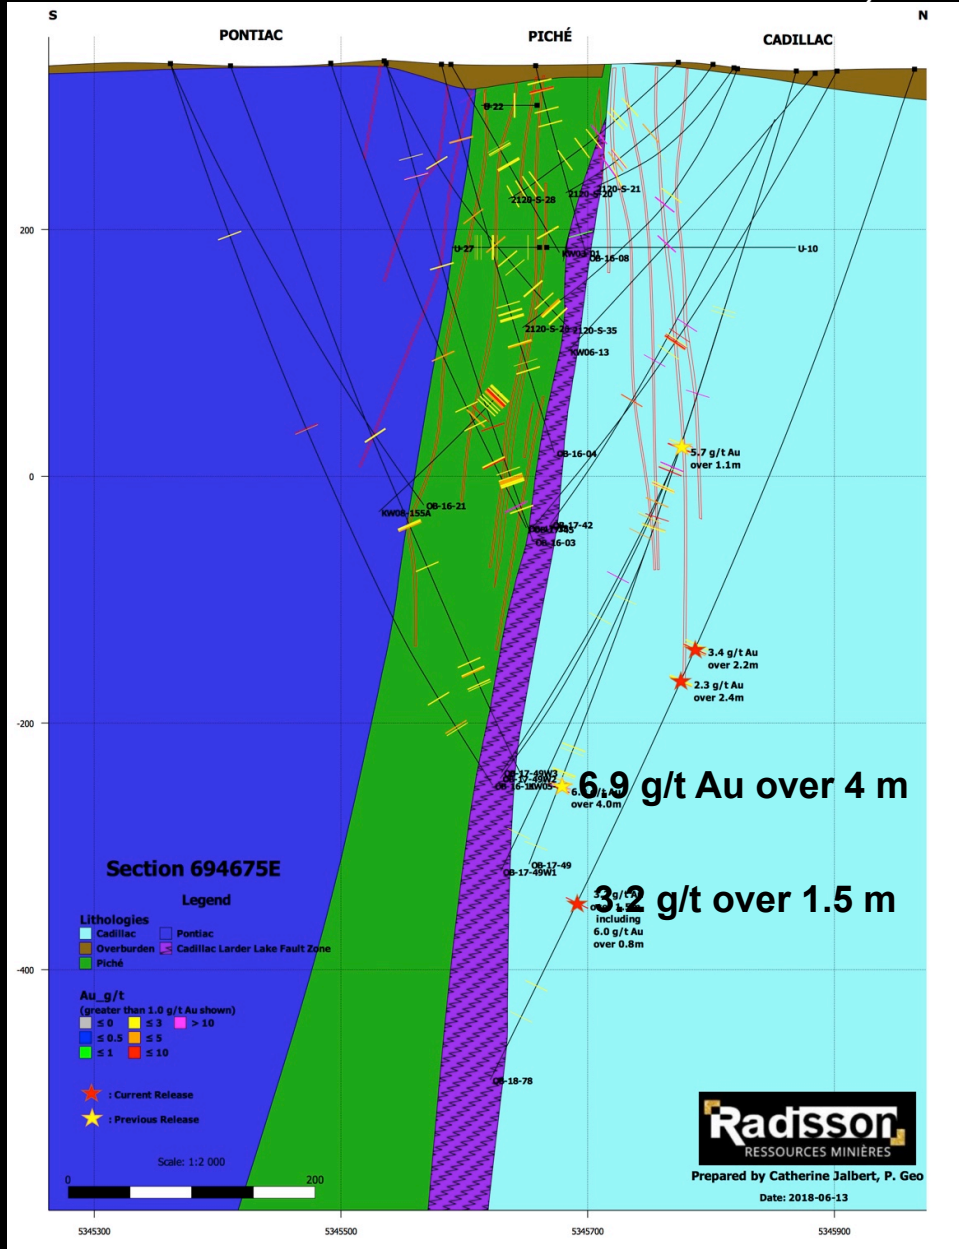 S
N
PONTIAC
PICHÉ
CADILLAC
U-22
2120-S-21
2120-S-20
2120-S-28
200
U-27
U-10
KW03-01
OB-16-08
2120-S-35
KW06-13
5.7 g/t Au
over 1.1m
OB-16-04
0
OB-16-21
KW08-155A
OB-16-03
3.4 g/t Au
over 2.2m
2.3 g/t Au
over 2.4m
-200
OB-17-49W3
OB-17-49W2
6.9 g/t Au over 4 m
over 4.0m
OB-17-49
OB-17-49W1
3.2 g/t over 1.5 m
including
6.0 g/t Au
over 0.8m
-400
OB-18-78
Section 694675E
Legend
Lithologies
Cadillac
Pontiac
Overburden
Cadillac Larder Lake Fault Zone
Piché
Au_g/t
(greater than 1.0 g/t Au shown)
≤ 0
≤ 3
> 10
≤ 0.5
≤ 5
≤ 1
≤ 10
: Current Release
: Previous Release
Scale: 1:2 000
0
200
Radisson
RESSOURCES MINIÈRES
Prepared by Catherine Jalbert, P. Geo
Date: 2018-06-13
5345300
5345500
5345700
5345900